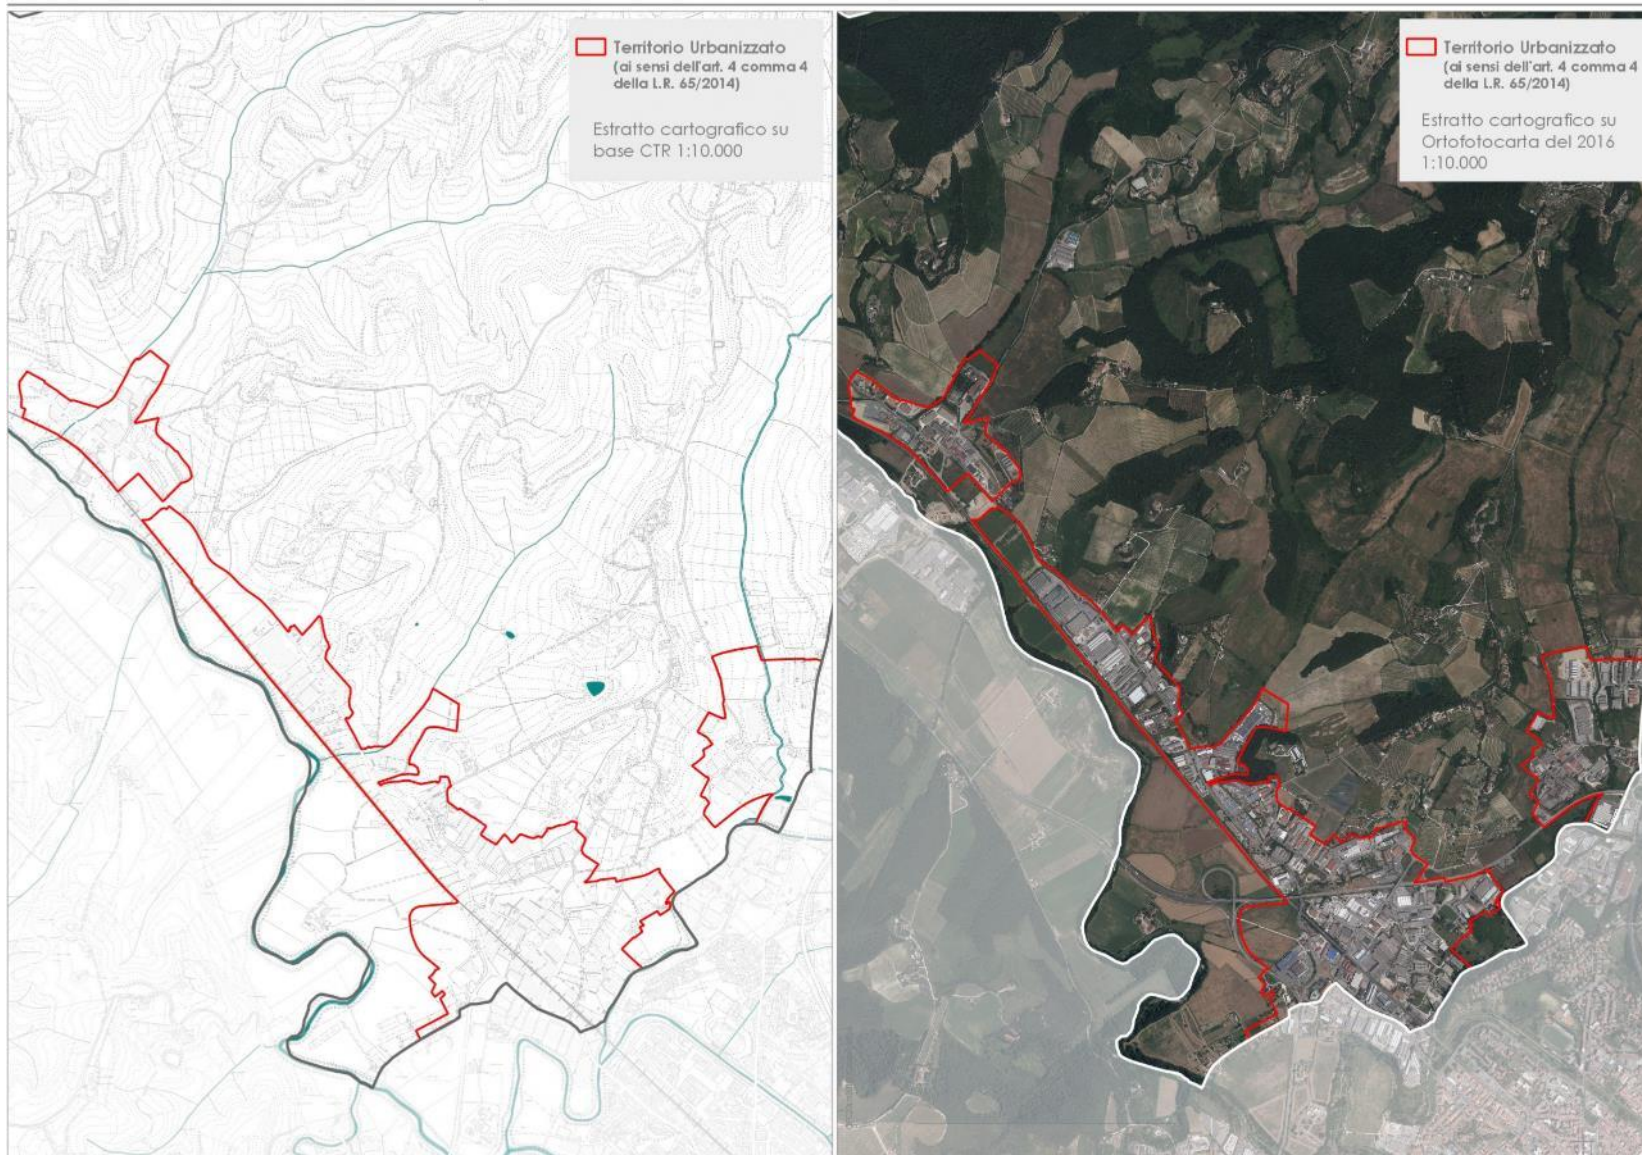 Territorio Urbanizzato
(ai sensi dell'art. 4 comma 4
della L.R. 65/2014)
Estratto cartografico su
base CTR 1:10.000
Territorio Urbanizzato
(ai sensi dell'art. 4 comma 4
della L.R. 65/2014)
Estratto cartografico su
Ortofotocarta del 2016
1:10.000